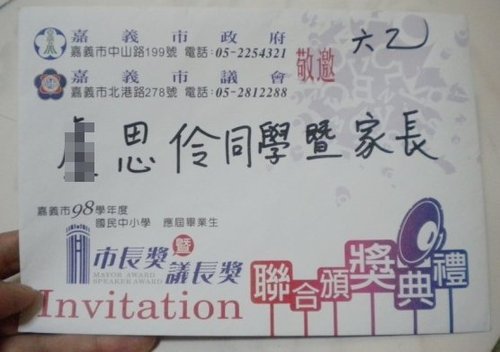 嘉義市政府
嘉義市中山路199號 電話:05-2254321
嘉義市議會
嘉義市北港路278號 電話:05-2812288
敬邀
六乙
思伶同學暨家長
嘉義市98學年度
國民中小學 應屆畢業生
市長獎暨議長獎
MAYOR AWARD
SPEAKER AWARD
聯合頒獎典禮
Invitation